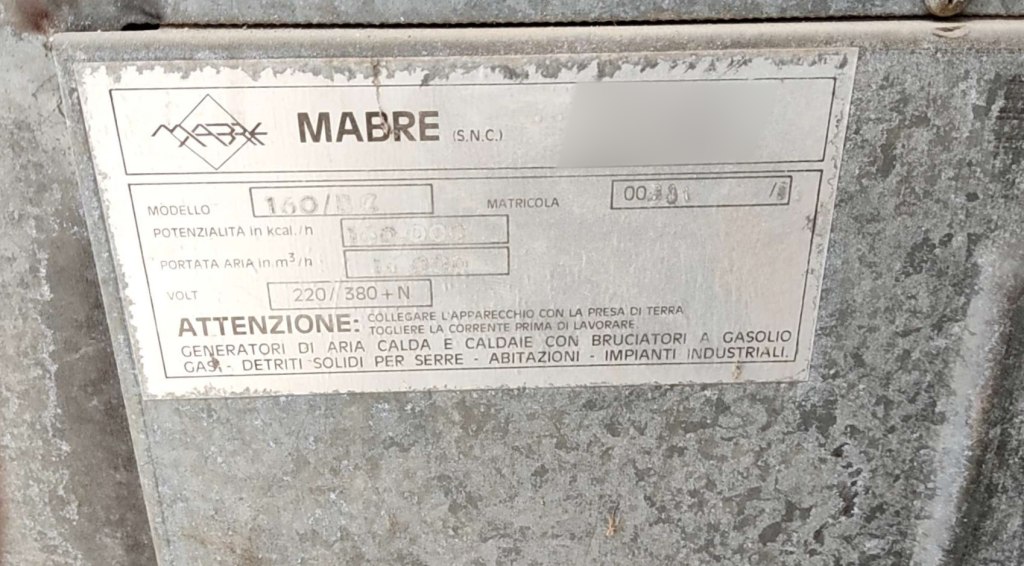 MABRE MABRE (S.N.C.)
MODELLO MATRICOLA
POTENZIALITA in kcal./h
PORTATA ARIA in m³/h
VOLT 220// 380 + N
ATTENZIONE: COLLEGARE L'APPARECCHIO CON LA PRESA DI TERRA
TOGLIERE LA CORRENTE PRIMA DI LAVORARE
GENERATORI DI ARIA CALDA E CALDAIE CON BRUCIATORI A GASOLIO
GAS. - DETRITI SOLIDI PER SERRE - ABITAZIONI - IMPIANTI INDUSTRIALI.